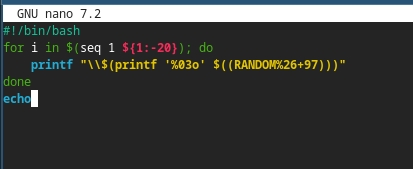 GNU nano 7.2
#!/bin/bash
for i in $(seq 1 ${1:-20}); do
    printf "\\$(printf '%03o' $((RANDOM%26+97)))"
done
echo